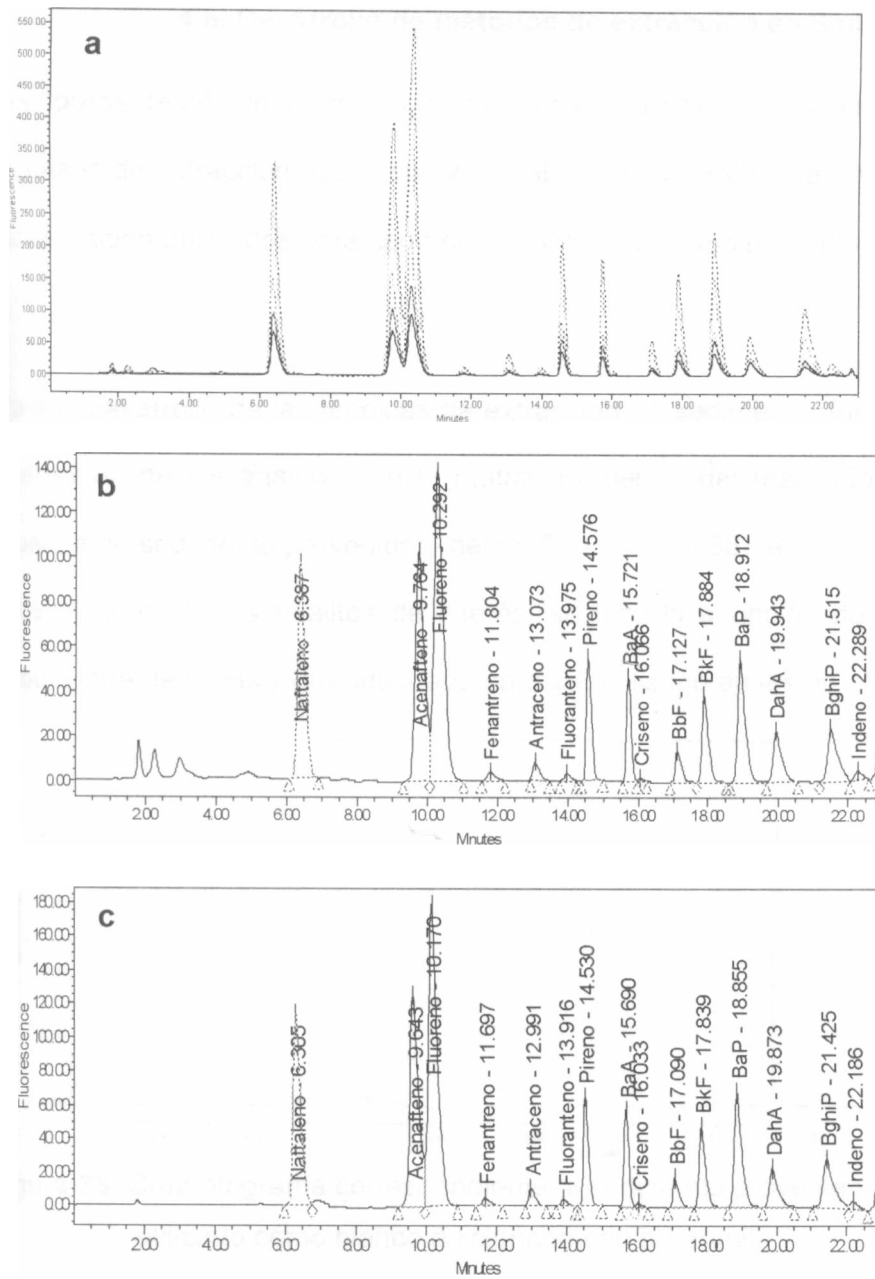 a
550.00
500.00
450.00
400.00
350.00
300.00
250.00
200.00
150.00
100.00
50.00
0.00
Fluorescence
2.00 4.00 6.00 8.00 10.00 12.00 14.00 16.00 18.00 20.00 22.00
Minutes
b
140.00
120.00
100.00
80.00
60.00
40.00
20.00
0.00
Fluorescence
Naftaleno - 6.387
Acenafteno - 9.764
Fluoreno - 10.292
Fenantreno - 11.804
Antraceno - 13.073
Fluoranteno - 13.975
Pireno - 14.576
BaA - 15.721
Criseno - 16.066
BbF - 17.127
BkF - 17.884
BaP - 18.912
DahA - 19.943
BghiP - 21.515
Indeno - 22.289
2.00 4.00 6.00 8.00 10.00 12.00 14.00 16.00 18.00 20.00 22.00
Minutes
c
180.00
160.00
140.00
120.00
100.00
80.00
60.00
40.00
20.00
0.00
Fluorescence
Naftaleno - 6.305
Acenafteno - 9.643
Fluoreno - 10.170
Fenantreno - 11.697
Antraceno - 12.991
Fluoranteno - 13.916
Pireno - 14.530
BaA - 15.690
Criseno - 16.033
BbF - 17.090
BkF - 17.839
BaP - 18.855
DahA - 19.873
BghiP - 21.425
Indeno - 22.186
2.00 4.00 6.00 8.00 10.00 12.00 14.00 16.00 18.00 20.00 22.00
Minutes